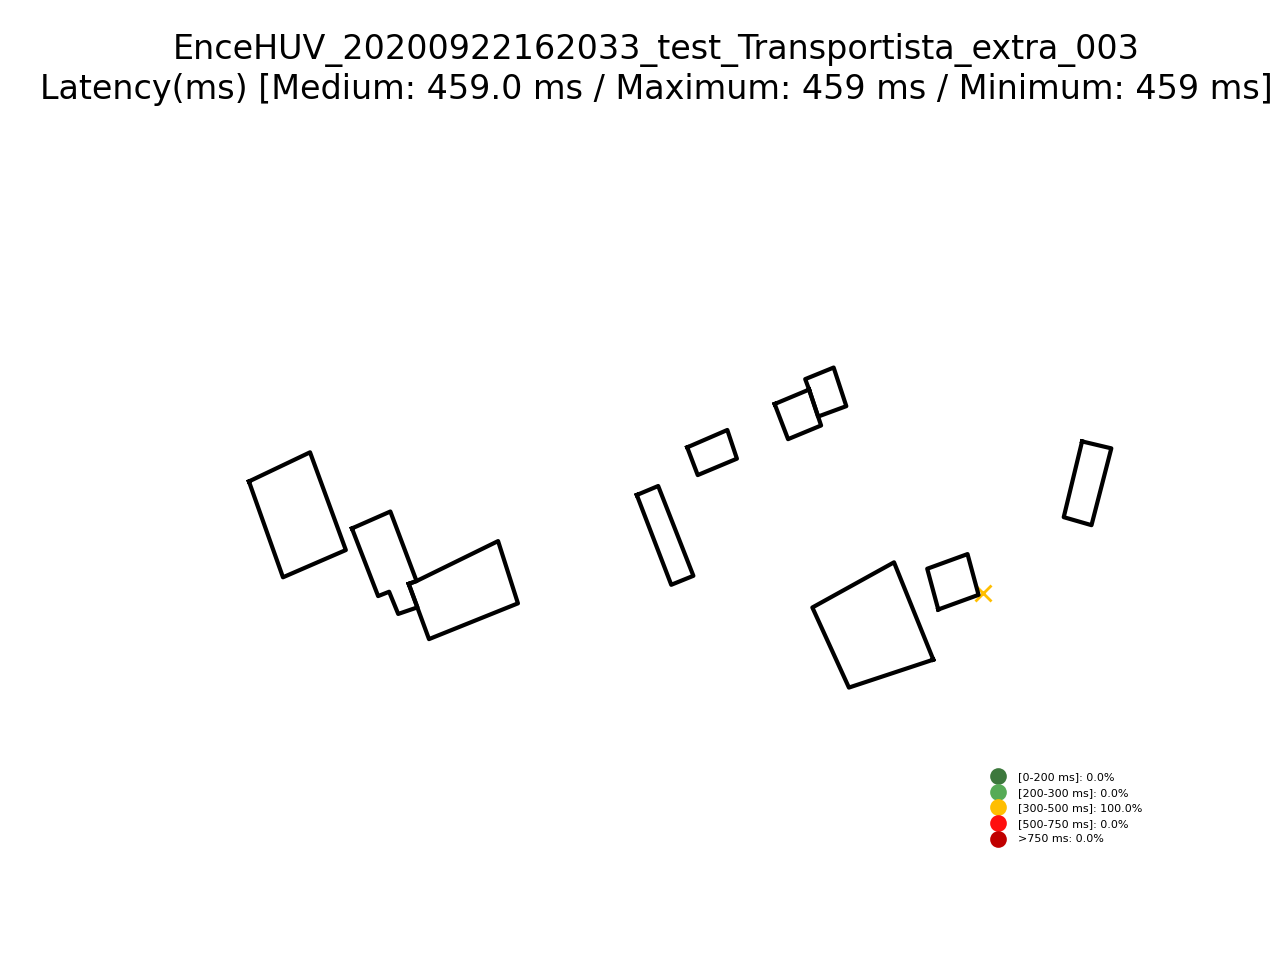 EnceHUV_20200922162033_test_Transportista_extra_003
Latency(ms) [Medium: 459.0 ms / Maximum: 459 ms / Minimum: 459 ms]
[0-200 ms]: 0.0%
[200-300 ms]: 0.0%
[300-500 ms]: 100.0%
[500-750 ms]: 0.0%
>750 ms: 0.0%